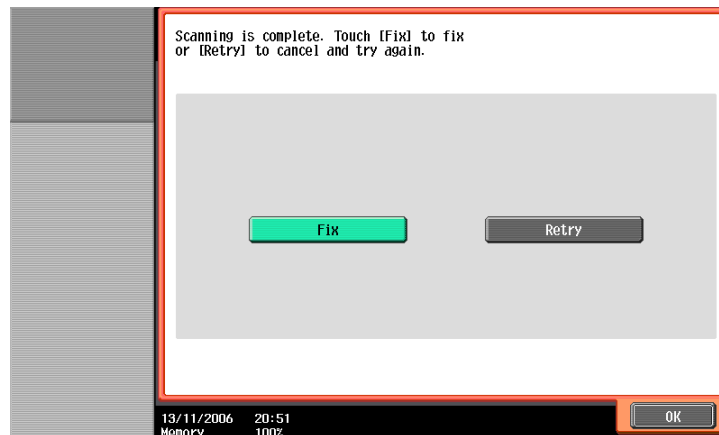 Scanning is complete. Touch [Fix] to fix
or [Retry] to cancel and try again.
Fix
Retry
13/11/2006 20:51
Memory 100%
OK